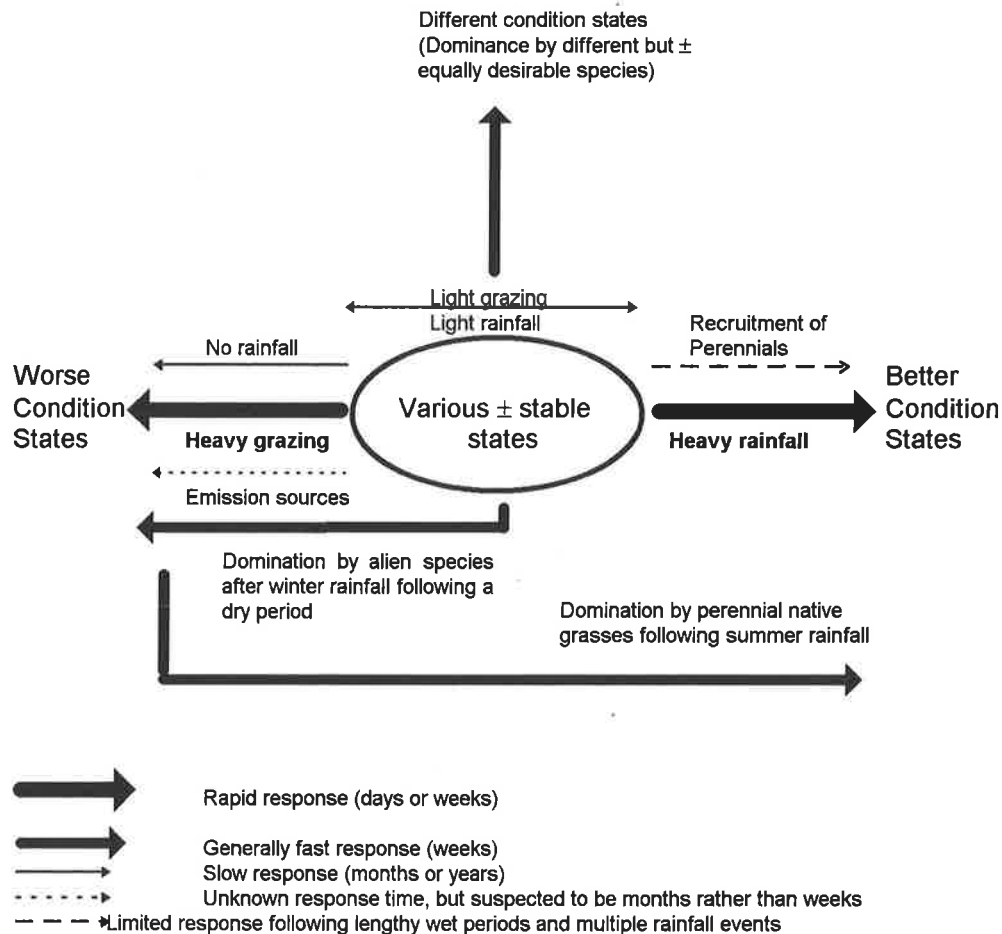 Different condition states
(Dominance by different but ±
equally desirable species)
Light grazing
Light rainfall
No rainfall
Recruitment of
Perennials
Worse
Condition
States
Various ± stable
states
Better
Condition
States
Heavy grazing
Heavy rainfall
Emission sources
Domination by alien species
after winter rainfall following a
dry period
Domination by perennial native
grasses following summer rainfall
Rapid response (days or weeks)
Generally fast response (weeks)
Slow response (months or years)
Unknown response time, but suspected to be months rather than weeks
Limited response following lengthy wet periods and multiple rainfall events